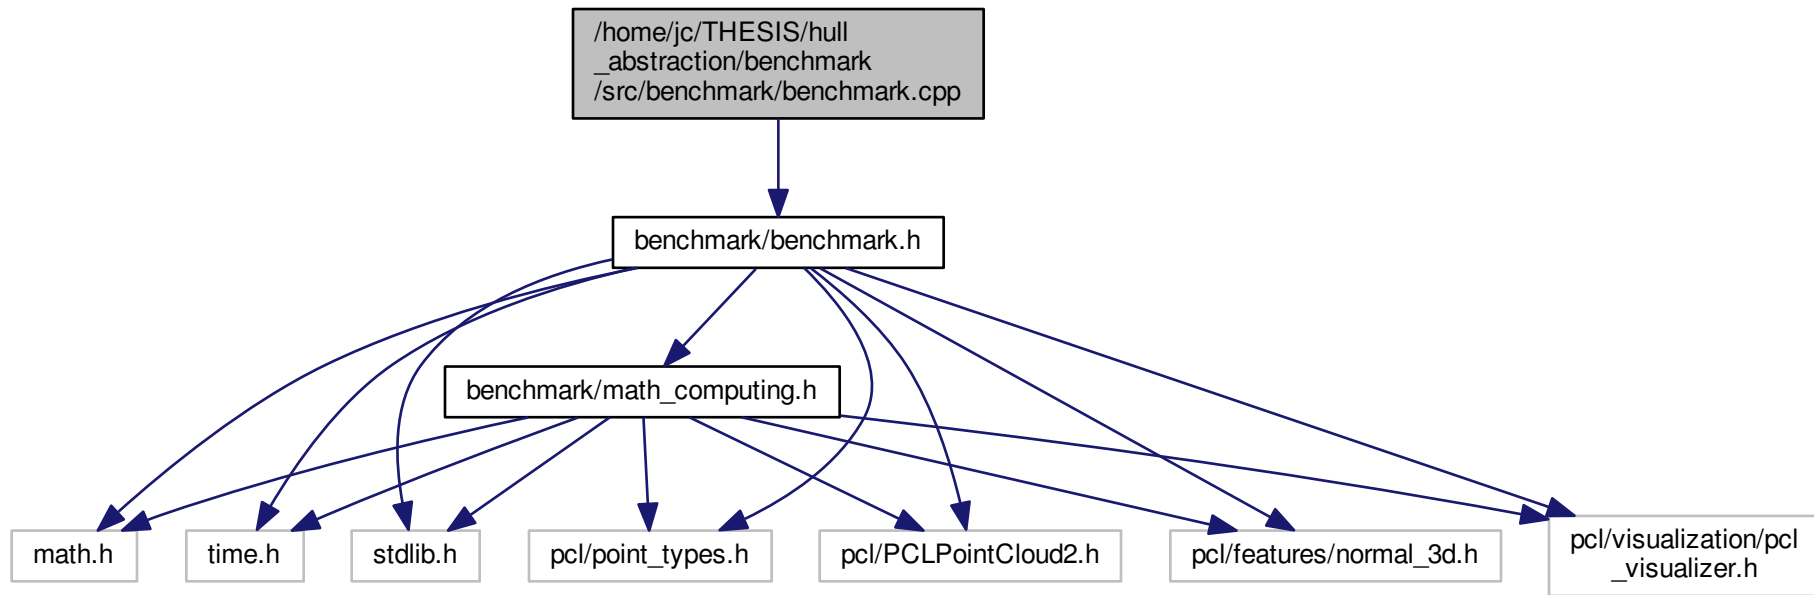 /home/jc/THESIS/hull
_abstraction/benchmark
/src/benchmark/benchmark.cpp
benchmark/benchmark.h
benchmark/math_computing.h
math.h
time.h
stdlib.h
pcl/point_types.h
pcl/PCLPointCloud2.h
pcl/features/normal_3d.h
pcl/visualization/pcl
_visualizer.h